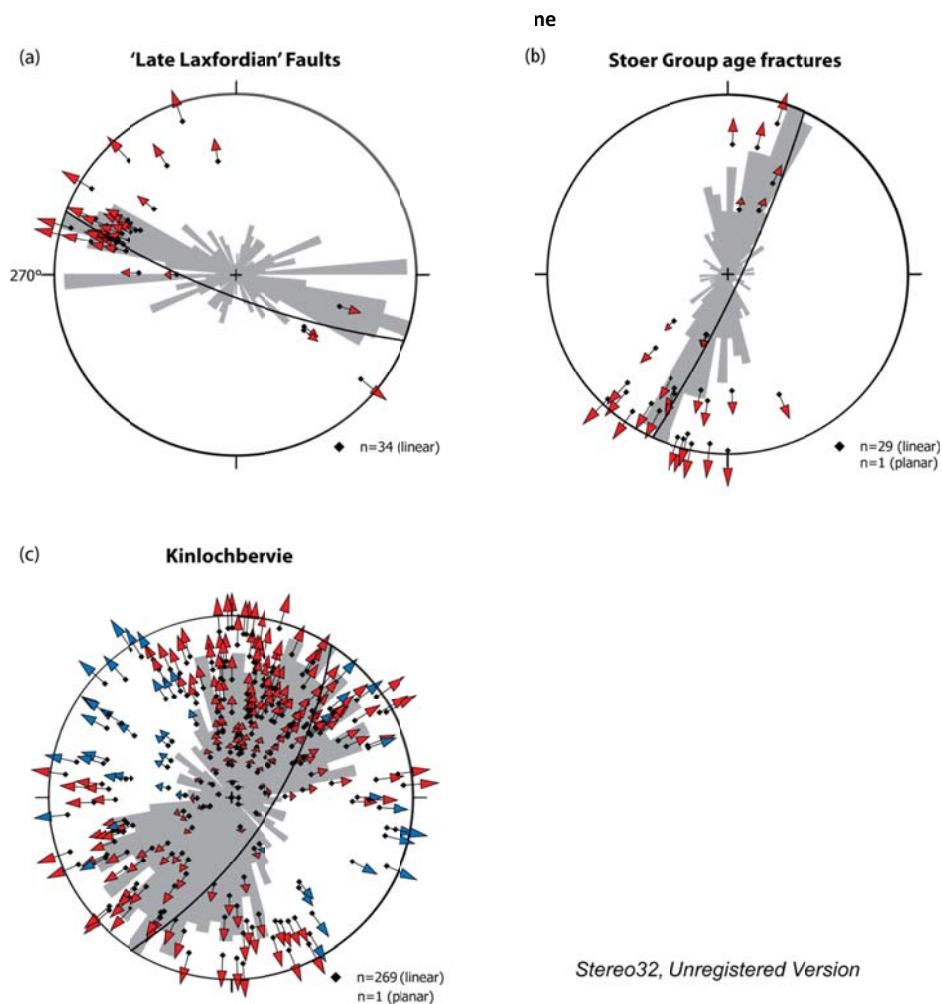 ne
(a)
'Late Laxfordian' Faults
270°
n=34 (linear)
(b)
Stoer Group age fractures
n=29 (linear)
n=1 (planar)
(c)
Kinlochbervie
n=269 (linear)
n=1 (planar)
Stereo32, Unregistered Version